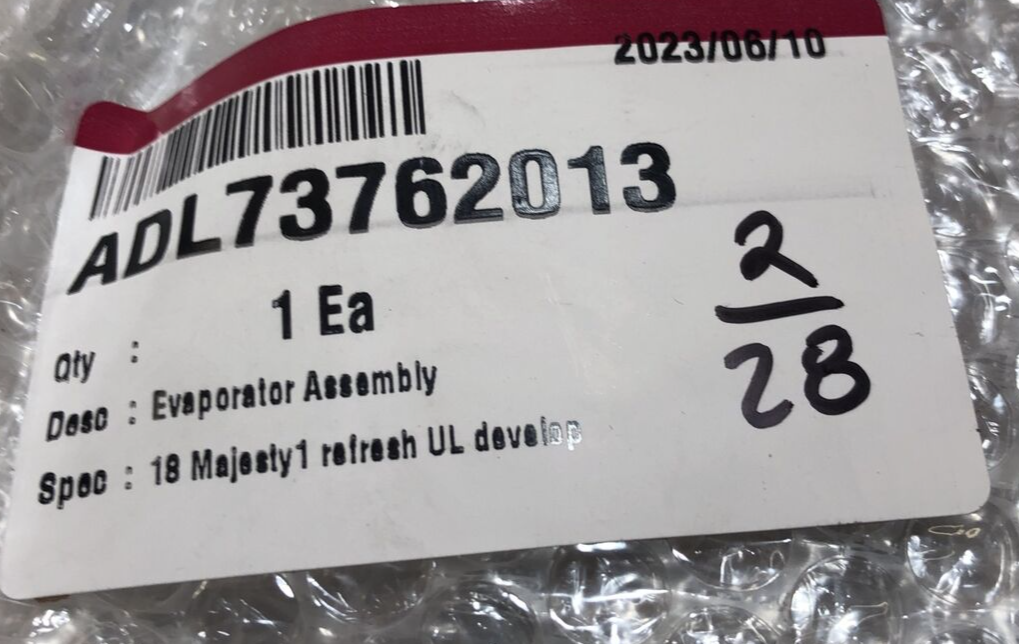 2023/06/10
ADL73762013
Qty : 1 Ea
Desc : Evaporator Assembly
Spec : 18 Majesty1 refresh UL develop
2
28